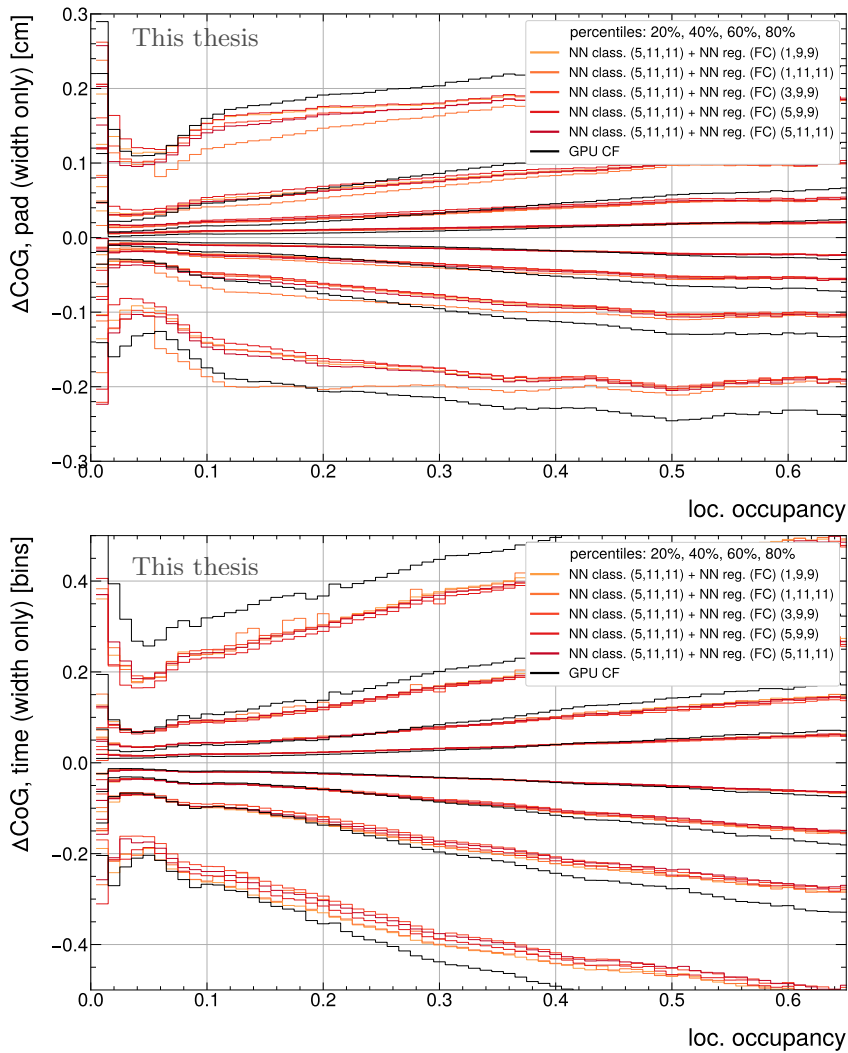 This thesis
percentiles: 20%, 40%, 60%, 80%
NN class. (5,11,11) + NN reg. (FC) (1,9,9)
NN class. (5,11,11) + NN reg. (FC) (1,11,11)
NN class. (5,11,11) + NN reg. (FC) (3,9,9)
NN class. (5,11,11) + NN reg. (FC) (5,9,9)
NN class. (5,11,11) + NN reg. (FC) (5,11,11)
GPU CF
ΔCoG, pad (width only) [cm]
0.3
0.2
0.1
0.0
−0.1
−0.2
−0.3
0.0 0.1 0.2 0.3 0.4 0.5 0.6
loc. occupancy
This thesis
percentiles: 20%, 40%, 60%, 80%
NN class. (5,11,11) + NN reg. (FC) (1,9,9)
NN class. (5,11,11) + NN reg. (FC) (1,11,11)
NN class. (5,11,11) + NN reg. (FC) (3,9,9)
NN class. (5,11,11) + NN reg. (FC) (5,9,9)
NN class. (5,11,11) + NN reg. (FC) (5,11,11)
GPU CF
ΔCoG, time (width only) [bins]
0.4
0.2
0.0
−0.2
−0.4
0.0 0.1 0.2 0.3 0.4 0.5 0.6
loc. occupancy